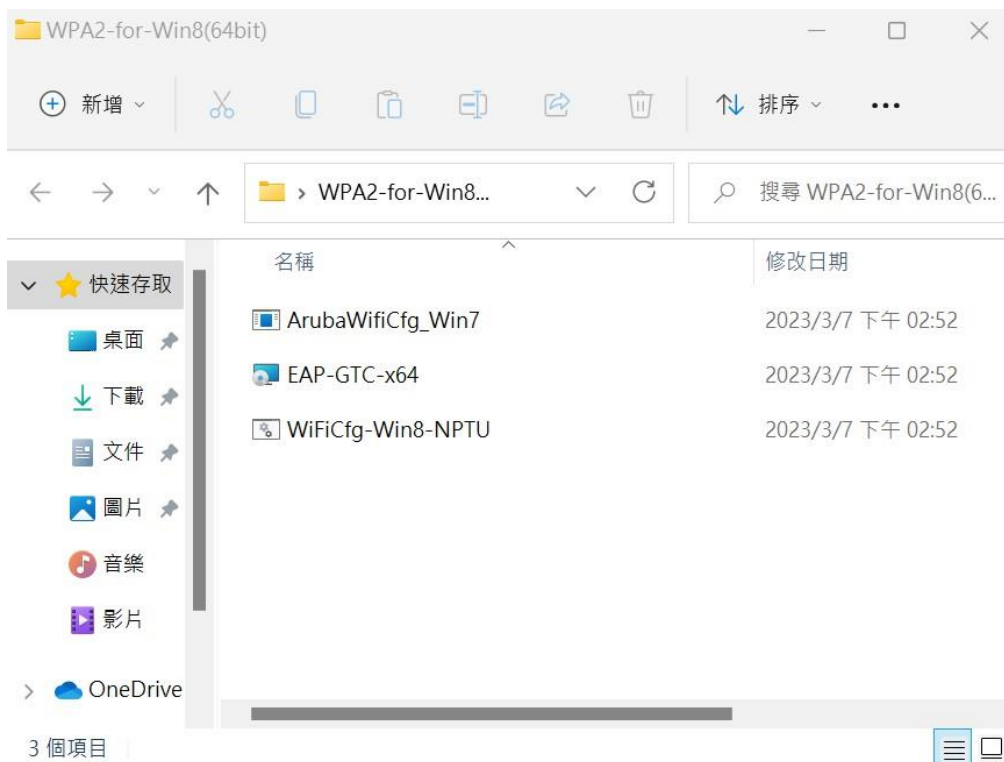 WPA2-for-Win8(64bit)
新增 排序
WPA2-for-Win8... 搜尋 WPA2-for-Win8(6...
名稱 修改日期
快速存取
ArubaWifiCfg_Win7 2023/3/7 下午 02:52
桌面
EAP-GTC-x64 2023/3/7 下午 02:52
下載
WiFiCfg-Win8-NPTU 2023/3/7 下午 02:52
文件
圖片
音樂
影片
OneDrive
3 個項目